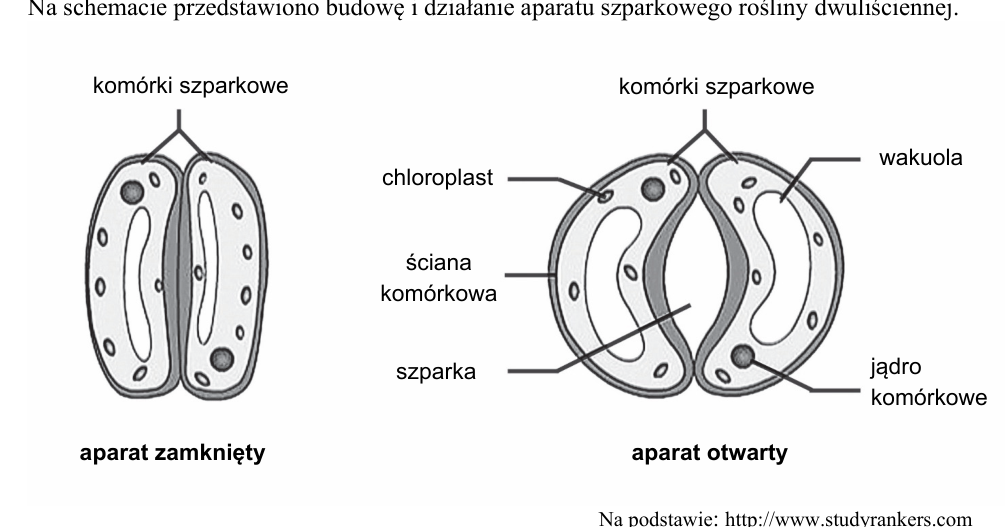 Na schemacie przedstawiono budowę i działanie aparatu szparkowego rośliny dwuliściennej.
komórki szparkowe
komórki szparkowe
chloroplast
wakuola
ściana
komórkowa
szparka
jądro
komórkowe
aparat zamknięty
aparat otwarty
Na podstawie: http://www.studyrankers.com